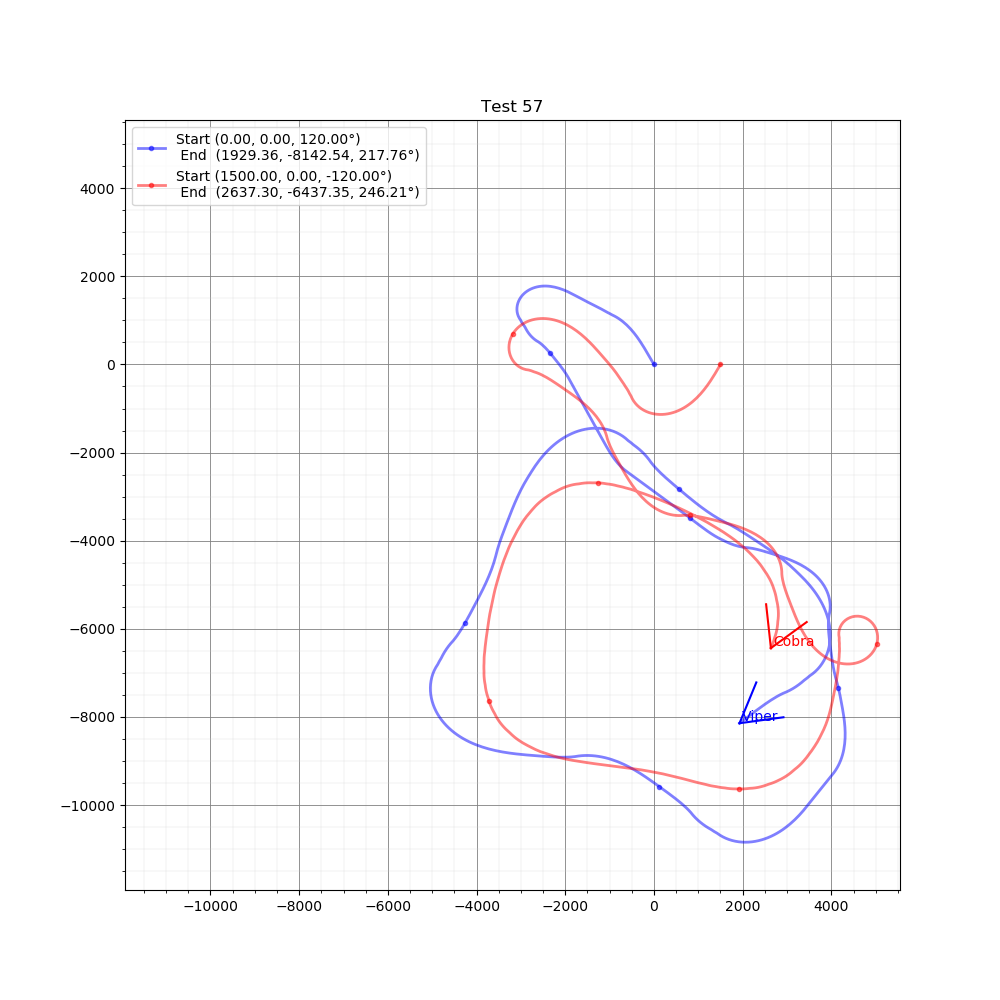 Test 57
Start (0.00, 0.00, 120.00°)
End  (1929.36, -8142.54, 217.76°)
Start (1500.00, 0.00, -120.00°)
End  (2637.30, -6437.35, 246.21°)
4000
2000
0
−2000
−4000
−6000
−8000
−10000
Cobra
Viper
−10000 −8000 −6000 −4000 −2000 0 2000 4000